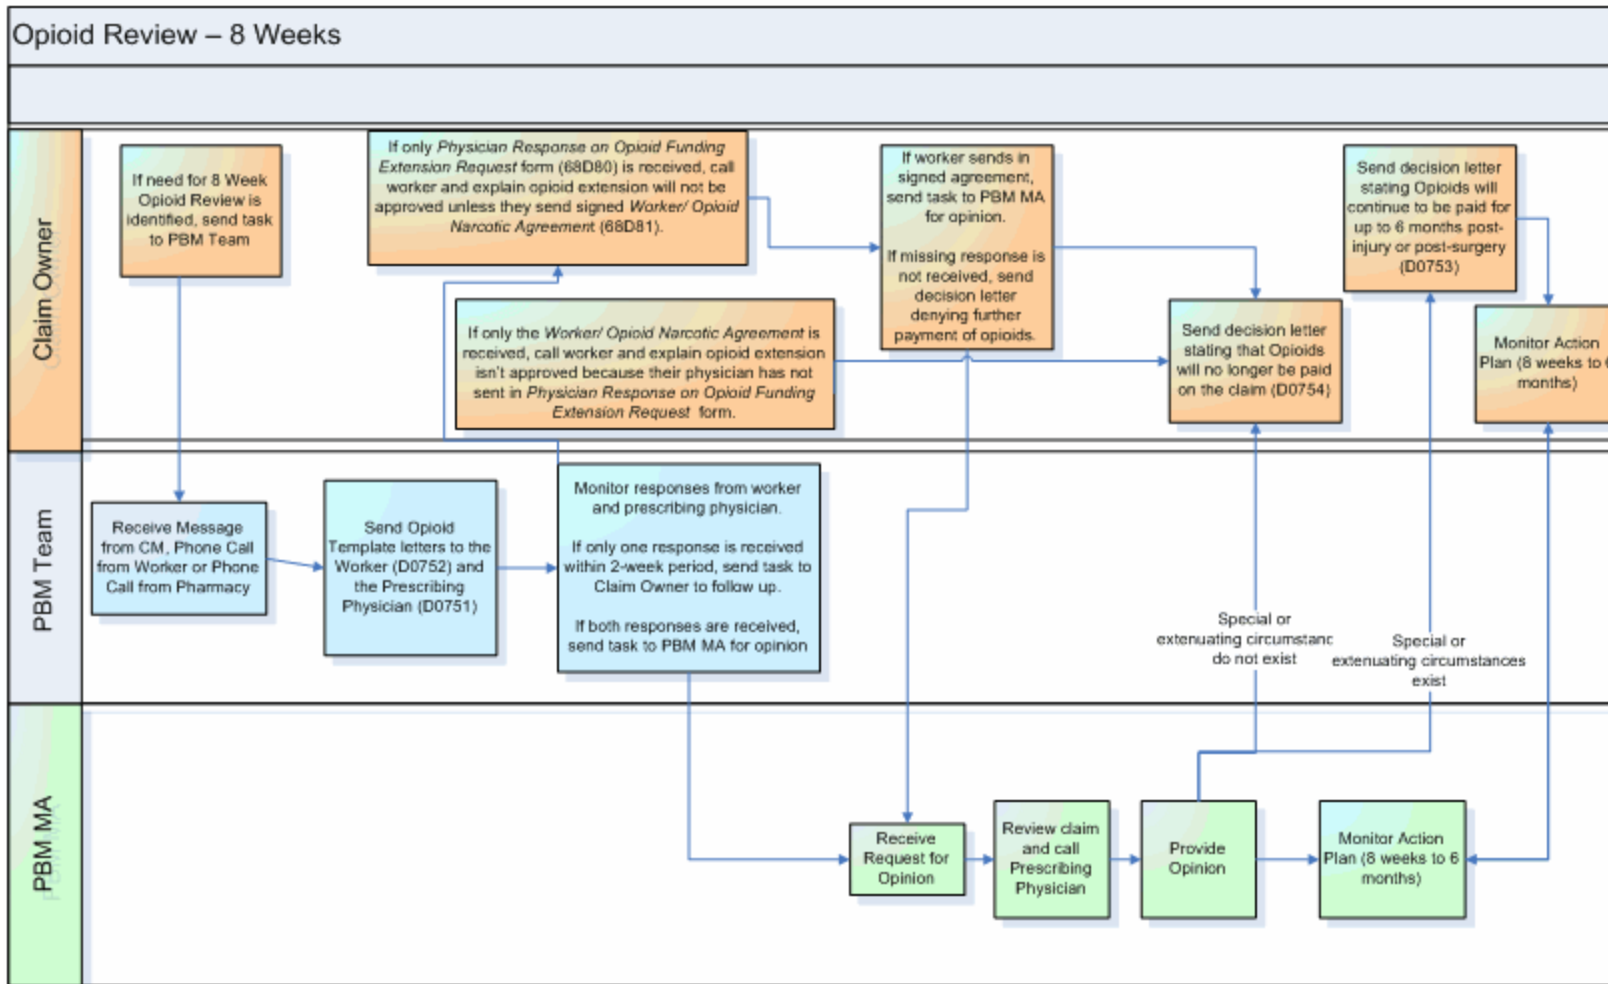 Opioid Review – 8 Weeks
Claim Owner
If need for 8 Week
Opioid Review is
identified, send task
to PBM Team
If only Physician Response on Opioid Funding
Extension Request form (68D80) is received, call
worker and explain opioid extension will not be
approved unless they send signed Worker/ Opioid
Narcotic Agreement (68D81).
If only the Worker/ Opioid Narcotic Agreement is
received, call worker and explain opioid extension
isn't approved because their physician has not
sent in Physician Response on Opioid Funding
Extension Request form.
If worker sends in
signed agreement,
send task to PBM MA
for opinion.
If missing response is
not received, send
decision letter
denying further
payment of opioids.
Send decision letter
stating that Opioids
will no longer be paid
on the claim (D0754)
Send decision letter
stating Opioids will
continue to be paid for
up to 6 months post-
injury or post-surgery
(D0753)
Monitor Action
Plan (8 weeks to 6
months)
PBM Team
Receive Message
from CM, Phone Call
from Worker or Phone
Call from Pharmacy
Send Opioid
Template letters to the
Worker (D0752) and
the Prescribing
Physician (D0751)
Monitor responses from worker
and prescribing physician.
If only one response is received
within 2-week period, send task to
Claim Owner to follow up.
If both responses are received,
send task to PBM MA for opinion
Special or
extenuating circumstanc
do not exist
Special or
extenuating circumstances
exist
PBM MA
Receive
Request for
Opinion
Review claim
and call
Prescribing
Physician
Provide
Opinion
Monitor Action
Plan (8 weeks to 6
months)